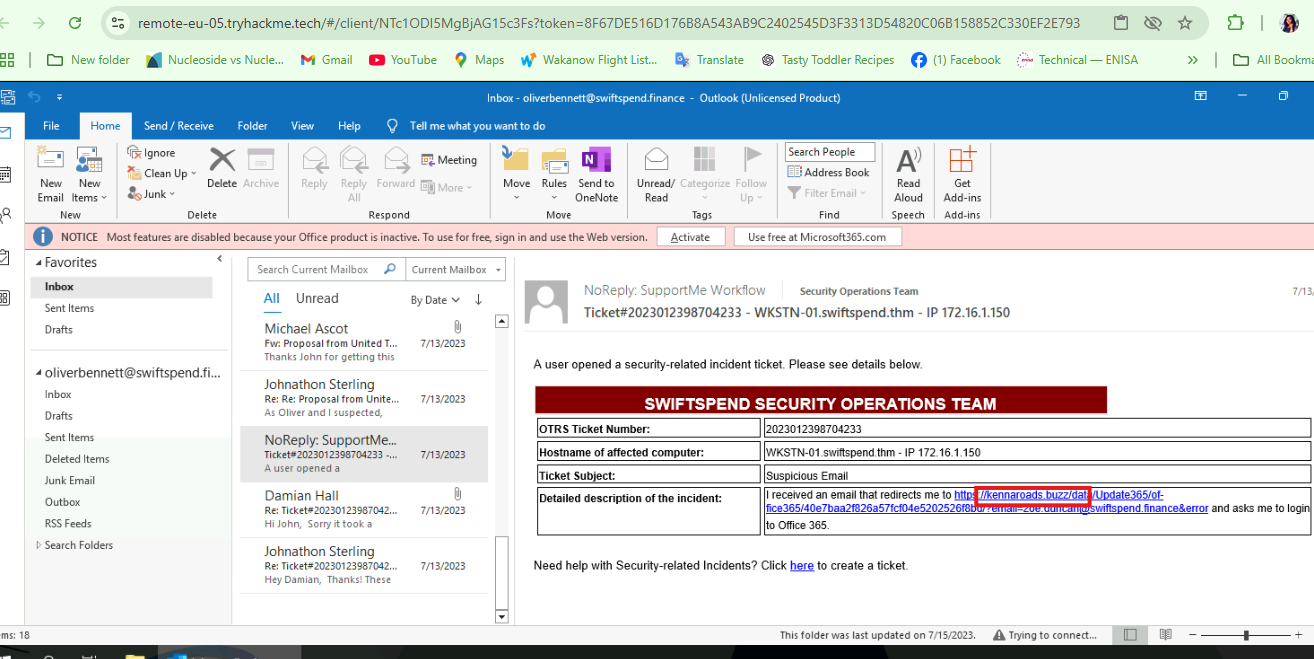 remote-eu-05.tryhackme.tech/#/client/NTc1ODI5MgBjAG15c3Fs?token=8F67DE516D176B8A543AB9C2402545D3F3313D54820C06B158852C330EF2E793
New folder Nucleoside vs Nucle... Gmail YouTube Maps Wakanow Flight List... Translate Tasty Toddler Recipes (1) Facebook Technical — ENISA » All Bookma
Inbox - oliverbennett@swiftspend.finance - Outlook (Unlicensed Product)
File Home Send / Receive Folder View Help Tell me what you want to do
New Email
New Items
New
Ignore
Clean Up
Junk
Delete
Archive
Delete
Reply
Reply All
Forward
Meeting
More
Respond
Move
Rules
Send to OneNote
Move
Unread/ Read
Categorize
Follow Up
Tags
Search People
Address Book
Filter Email
Find
Read Aloud
Speech
Get Add-ins
Add-ins
NOTICE Most features are disabled because your Office product is inactive. To use for free, sign in and use the Web version. Activate Use free at Microsoft365.com
Favorites
Inbox
Sent Items
Drafts
oliverbennett@swiftspend.fi...
Inbox
Drafts
Sent Items
Deleted Items
Junk Email
Outbox
RSS Feeds
Search Folders
Search Current Mailbox Current Mailbox
All Unread By Date
Michael Ascot
Fw: Proposal from United T... 7/13/2023
Thanks John for getting this
Johnathon Sterling
Re: Re: Proposal from Unite... 7/13/2023
As Oliver and I suspected,
NoReply: SupportMe...
Ticket#2023012398704233 -... 7/13/2023
A user opened a
Damian Hall
Re: Ticket#20230123987042... 7/13/2023
Hi John, Sorry it took a
Johnathon Sterling
Re: Ticket#20230123987042... 7/13/2023
Hey Damian, Thanks! These
NoReply: SupportMe Workflow Security Operations Team 7/13/
Ticket#2023012398704233 - WKSTN-01.swiftspend.thm - IP 172.16.1.150
A user opened a security-related incident ticket. Please see details below.
SWIFTSPEND SECURITY OPERATIONS TEAM
OTRS Ticket Number: 2023012398704233
Hostname of affected computer: WKSTN-01.swiftspend.thm - IP 172.16.1.150
Ticket Subject: Suspicious Email
Detailed description of the incident: I received an email that redirects me to https://kennaroads.buzz/data/Update365/of-
fice365/40e7baa2f826a57fcf04e5202526f8bd/?email=zoe.duncan@swiftspend.finance&error and asks me to login
to Office 365.
Need help with Security-related Incidents? Click here to create a ticket.
ems: 18 This folder was last updated on 7/15/2023. Trying to connect...